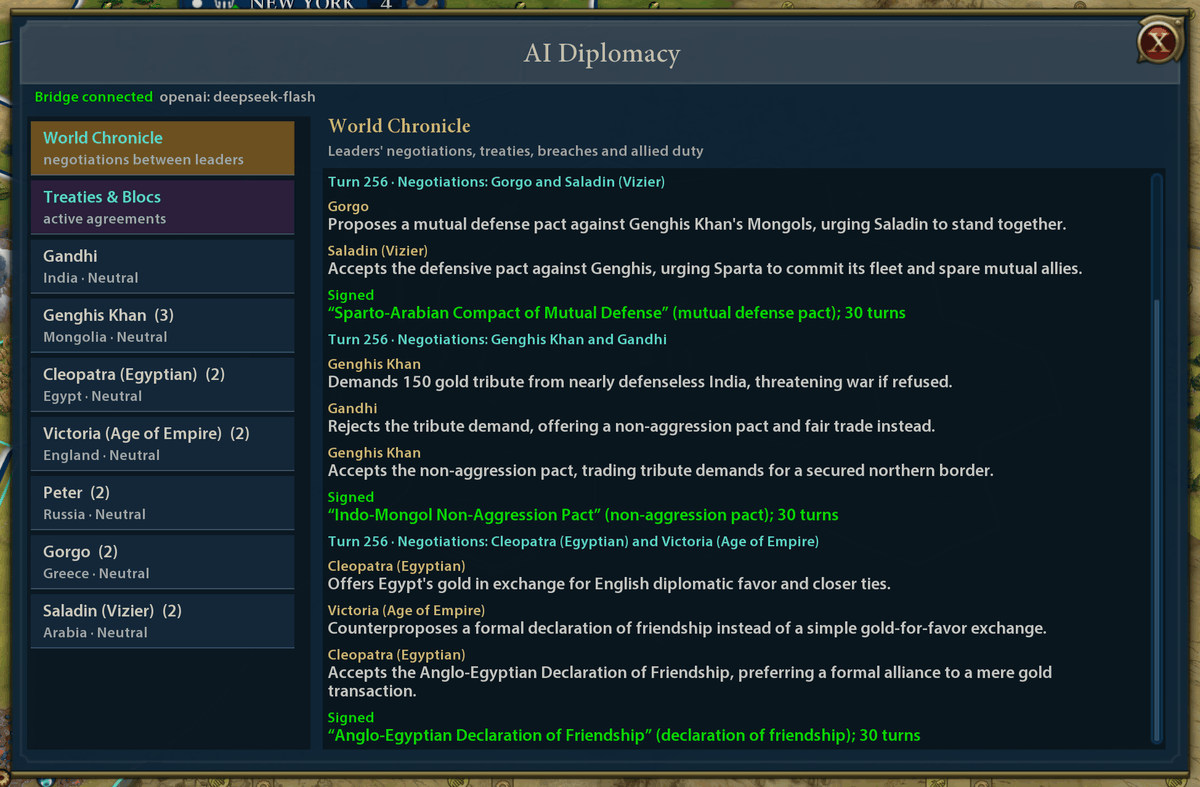 NEW YORK 4
AI Diplomacy
X
Bridge connected openai: deepseek-flash
World Chronicle
negotiations between leaders
Treaties & Blocs
active agreements
Gandhi
India · Neutral
Genghis Khan (3)
Mongolia · Neutral
Cleopatra (Egyptian) (2)
Egypt · Neutral
Victoria (Age of Empire) (2)
England · Neutral
Peter (2)
Russia · Neutral
Gorgo (2)
Greece · Neutral
Saladin (Vizier) (2)
Arabia · Neutral
World Chronicle
Leaders' negotiations, treaties, breaches and allied duty
Turn 256 · Negotiations: Gorgo and Saladin (Vizier)
Gorgo
Proposes a mutual defense pact against Genghis Khan's Mongols, urging Saladin to stand together.
Saladin (Vizier)
Accepts the defensive pact against Genghis, urging Sparta to commit its fleet and spare mutual allies.
Signed
“Sparto-Arabian Compact of Mutual Defense” (mutual defense pact); 30 turns
Turn 256 · Negotiations: Genghis Khan and Gandhi
Genghis Khan
Demands 150 gold tribute from nearly defenseless India, threatening war if refused.
Gandhi
Rejects the tribute demand, offering a non-aggression pact and fair trade instead.
Genghis Khan
Accepts the non-aggression pact, trading tribute demands for a secured northern border.
Signed
“Indo-Mongol Non-Aggression Pact” (non-aggression pact); 30 turns
Turn 256 · Negotiations: Cleopatra (Egyptian) and Victoria (Age of Empire)
Cleopatra (Egyptian)
Offers Egypt's gold in exchange for English diplomatic favor and closer ties.
Victoria (Age of Empire)
Counterproposes a formal declaration of friendship instead of a simple gold-for-favor exchange.
Cleopatra (Egyptian)
Accepts the Anglo-Egyptian Declaration of Friendship, preferring a formal alliance to a mere gold
transaction.
Signed
“Anglo-Egyptian Declaration of Friendship” (declaration of friendship); 30 turns